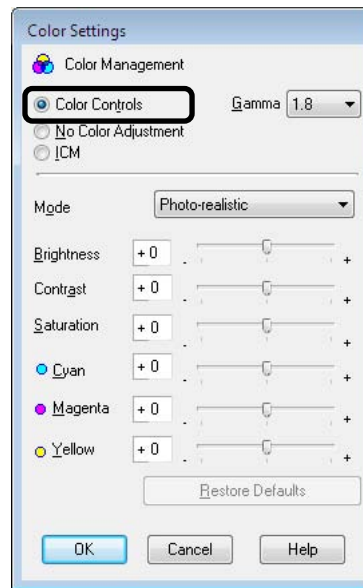 Color Settings
Color Management
Color Controls
Gamma 1.8
No Color Adjustment
ICM
Mode Photo-realistic
Brightness + 0 - +
Contrast + 0 - +
Saturation + 0 - +
Cyan + 0 - +
Magenta + 0 - +
Yellow + 0 - +
Restore Defaults
OK Cancel Help